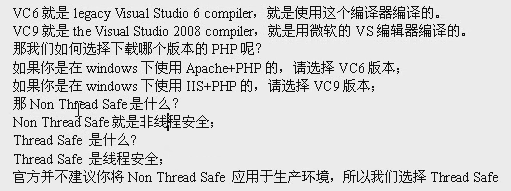 VC6 就是 legacy Visual Studio 6 compiler，就是使用这个编译器编译的。
VC9 就是 the Visual Studio 2008 compiler，就是用微软的 VS 编辑器编译的。
那我们如何选择下载哪个版本的 PHP 呢？
如果你是在 windows 下使用 Apache+PHP 的，请选择 VC6 版本；
如果你是在 windows 下使用 IIS+PHP 的，请选择 VC9 版本；
那 Non Thread Safe 是什么？
Non Thread Safe 就是非线程安全；
Thread Safe 是什么？
Thread Safe 是线程安全；
官方并不建议你将 Non Thread Safe 应用于生产环境，所以我们选择 Thread Safe